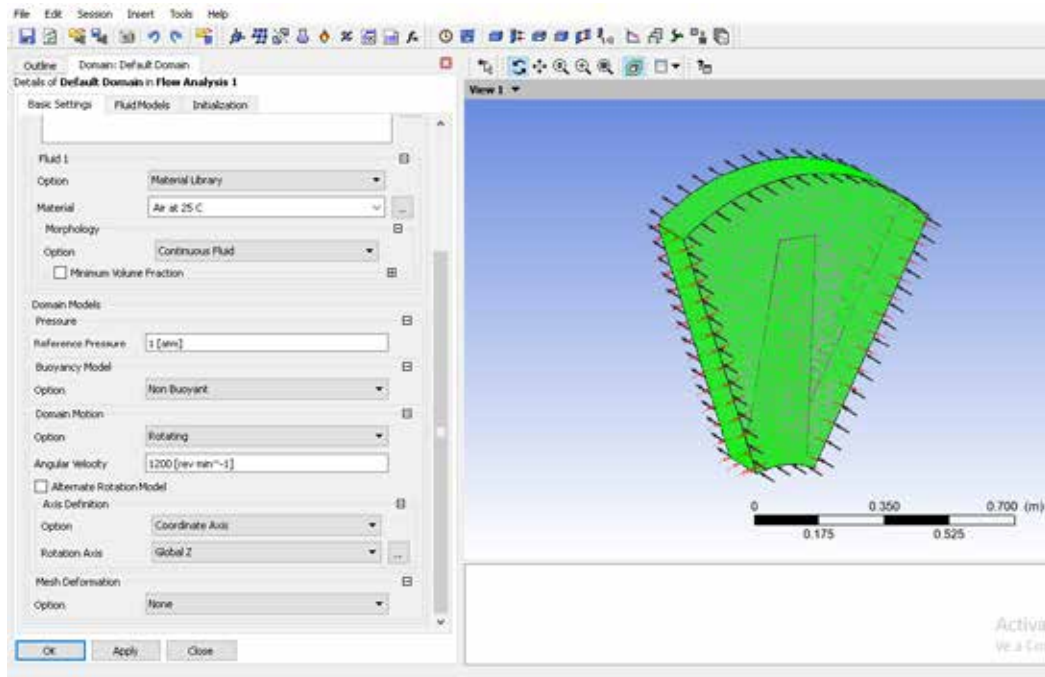 File Edit Session Insert Tools Help
Outline Domain: Default Domain
Details of Default Domain in Flow Analysis 1
Basic Settings Fluid Models Initialization
Fluid 1
Option Material Library
Material Air at 25 C ...
Morphology
Option Continuous Fluid
Minimum Volume Fraction
Domain Models
Pressure
Reference Pressure 1 [atm]
Buoyancy Model
Option Non Buoyant
Domain Motion
Option Rotating
Angular Velocity 1200 [rev min^-1]
Alternate Rotation Model
Axis Definition
Option Coordinate Axis
Rotation Axis Global Z ...
Mesh Deformation
Option None
OK Apply Close
View 1
0 0.350 0.700 (m)
0.175 0.525
Activa